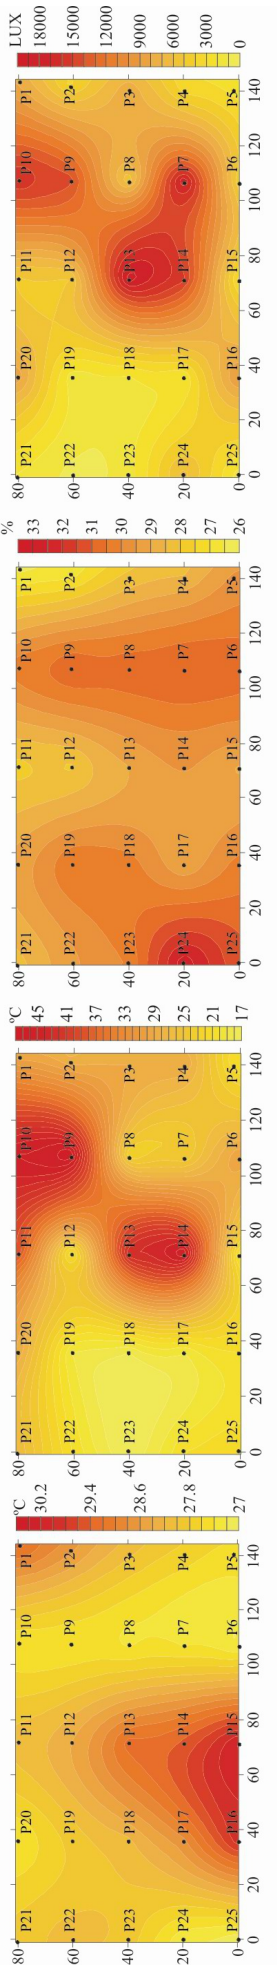 80 P21 P20 P11 P10 P1
60 P22 P19 P12 P9 P2
40 P23 P18 P13 P8 P3
20 P24 P17 P14 P7 P4
0 P25 P16 P15 P6 P5
0 20 40 60 80 100 120 140
°C
30.2
29.4
28.6
27.8
27
80 P21 P20 P11 P10 P1
60 P22 P19 P12 P9 P2
40 P23 P18 P13 P8 P3
20 P24 P17 P14 P7 P4
0 P25 P16 P15 P6 P5
0 20 40 60 80 100 120 140
°C
45
41
37
33
29
25
21
17
80 P21 P20 P11 P10 P1
60 P22 P19 P12 P9 P2
40 P23 P18 P13 P8 P3
20 P24 P17 P14 P7 P4
0 P25 P16 P15 P6 P5
0 20 40 60 80 100 120 140
%
33
32
31
30
29
28
27
26
80 P21 P20 P11 P10 P1
60 P22 P19 P12 P9 P2
40 P23 P18 P13 P8 P3
20 P24 P17 P14 P7 P4
0 P25 P16 P15 P6 P5
0 20 40 60 80 100 120 140
LUX
18000
15000
12000
9000
6000
3000
0